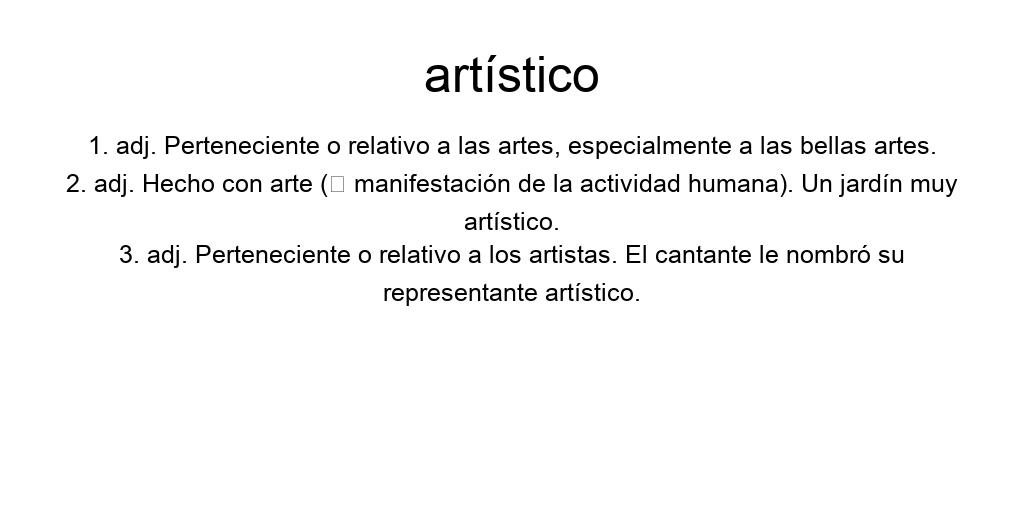 artístico
1. adj. Perteneciente o relativo a las artes, especialmente a las bellas artes.
2. adj. Hecho con arte (▯ manifestación de la actividad humana). Un jardín muy
artístico.
3. adj. Perteneciente o relativo a los artistas. El cantante le nombró su
representante artístico.